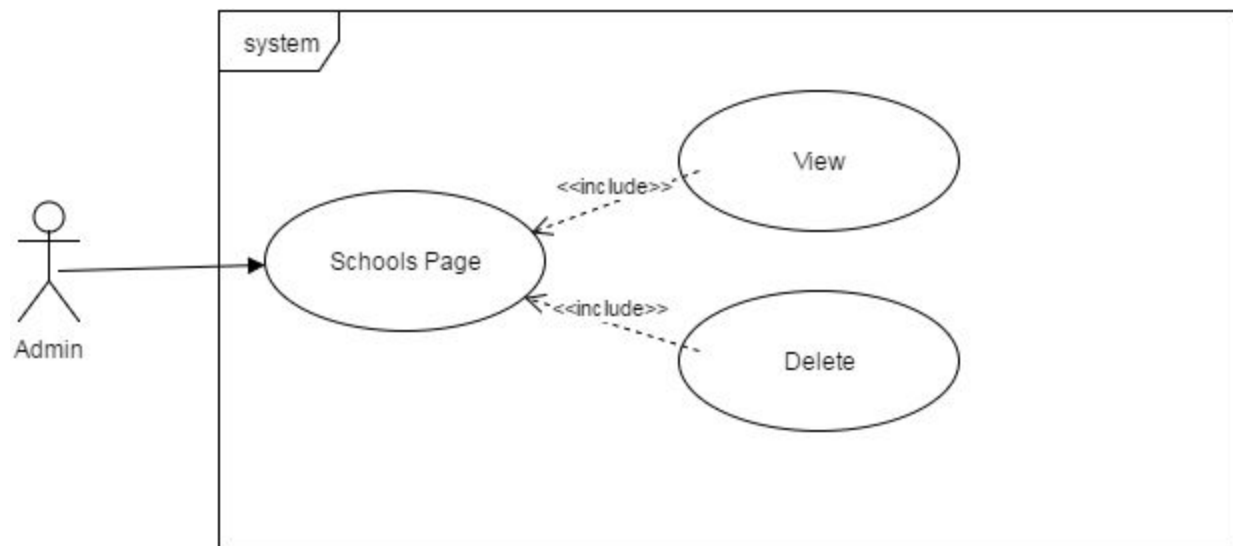 system
View
<<include>>
Schools Page
<<include>>
Delete
Admin